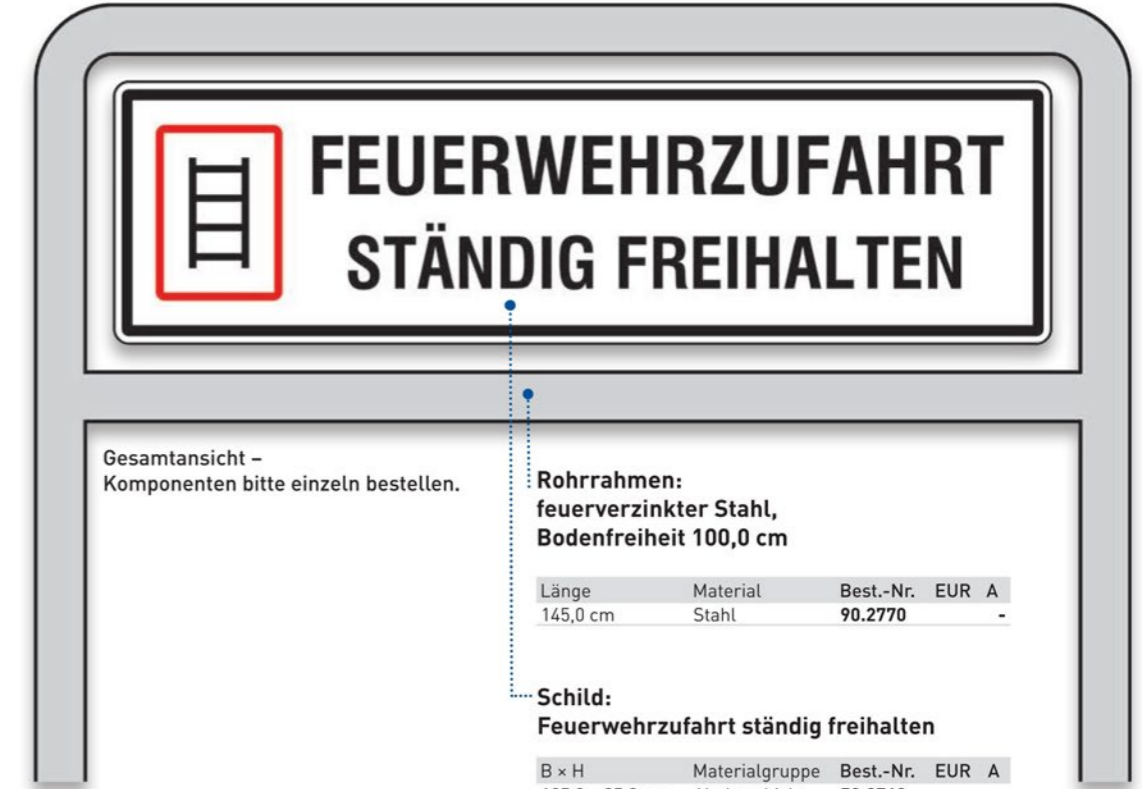 FEUERWEHRZUFAHRT
STÄNDIG FREIHALTEN
Gesamtansicht –
Komponenten bitte einzeln bestellen.
Rohrrahmen:
feuerverzinkter Stahl,
Bodenfreiheit 100,0 cm
Länge Material Best.-Nr. EUR A
145,0 cm Stahl 90.2770 -
Schild:
Feuerwehrzufahrt ständig freihalten
B × H Materialgruppe Best.-Nr. EUR A